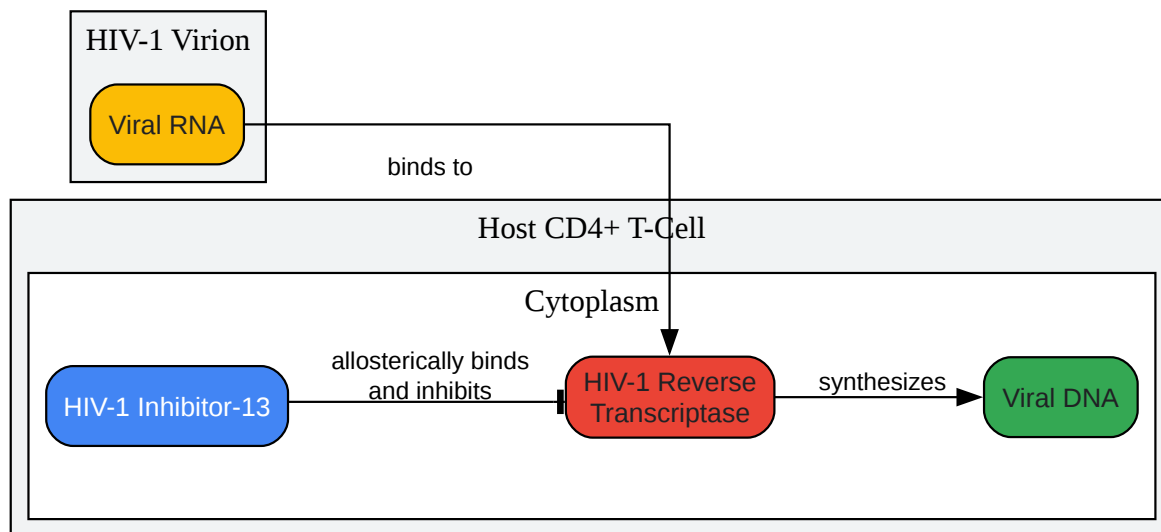 HIV-1 Virion
Viral RNA
binds to
Host CD4+ T-Cell
Cytoplasm
allosterically binds
and inhibits
HIV-1 Inhibitor-13
HIV-1 Reverse
Transcriptase
synthesizes
Viral DNA